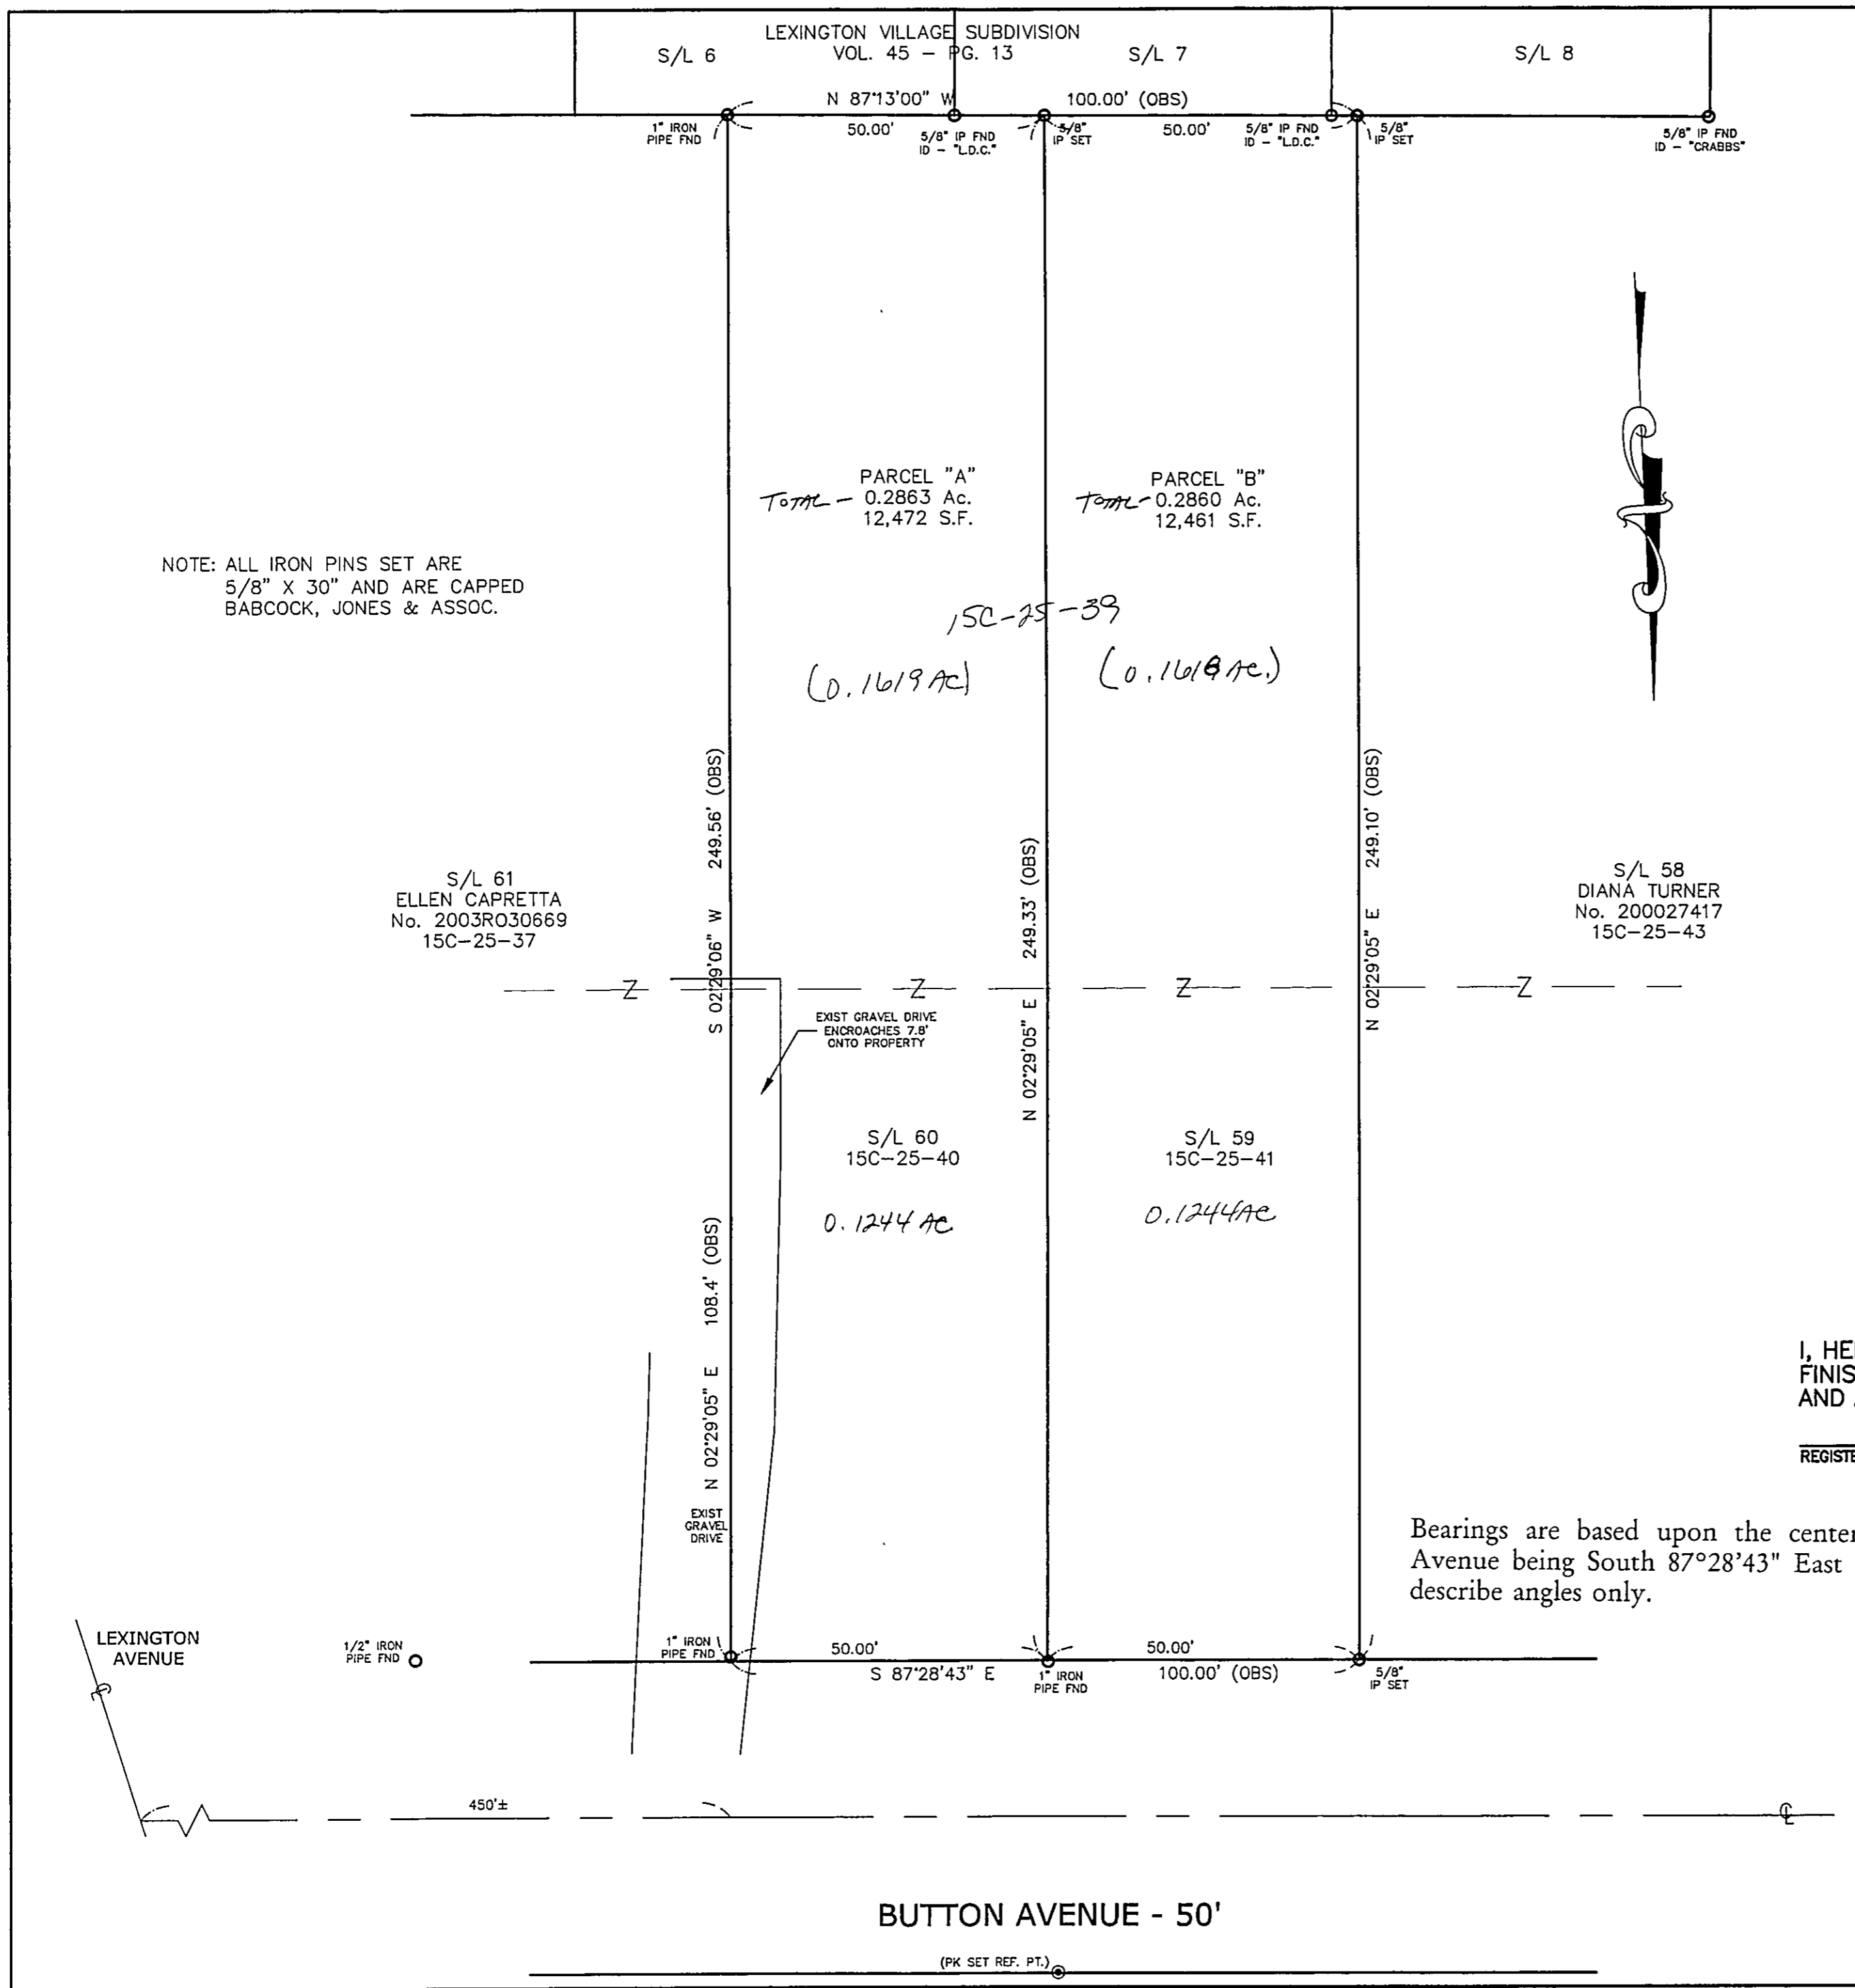 LEXINGTON VILLAGE SUBDIVISION
VOL. 45 – PG. 13
S/L 6
S/L 7
S/L 8
N 87°13'00" W
100.00' (OBS)
1" IRON
PIPE FND
50.00'
5/8" IP FND
ID – "L.D.C."
5/8"
IP SET
50.00'
5/8" IP FND
ID – "L.D.C."
5/8"
IP SET
5/8" IP FND
ID – "CRABBS"
PARCEL "A"
TOTAL – 0.2863 Ac.
12,472 S.F.
PARCEL "B"
TOTAL – 0.2860 Ac.
12,461 S.F.
NOTE: ALL IRON PINS SET ARE
5/8" X 30" AND ARE CAPPED
BABCOCK, JONES & ASSOC.
15C-25-39
(0.1619 AC)
(0.1616 AC.)
S 02°29'06" W 249.56' (OBS)
N 02°29'05" E 249.33' (OBS)
N 02°29'05" E 249.10' (OBS)
S/L 61
ELLEN CAPRETTA
No. 2003RO30669
15C–25–37
S/L 58
DIANA TURNER
No. 200027417
15C–25–43
Z Z Z Z
EXIST GRAVEL DRIVE
ENCROACHES 7.8'
ONTO PROPERTY
S/L 60
15C–25–40
0.1244 AC
S/L 59
15C–25–41
0.1244 AC
N 02°29'05" E 108.4' (OBS)
EXIST
GRAVEL
DRIVE
I, HE
FINIS
AND
REGISTE
Bearings are based upon the center
Avenue being South 87°28'43" East
describe angles only.
LEXINGTON
AVENUE
1/2" IRON
PIPE FND
1" IRON
PIPE FND
50.00'
50.00'
S 87°28'43" E
1" IRON
PIPE FND
100.00' (OBS)
5/8"
IP SET
450'±
BUTTON AVENUE - 50'
(PK SET REF. PT.)